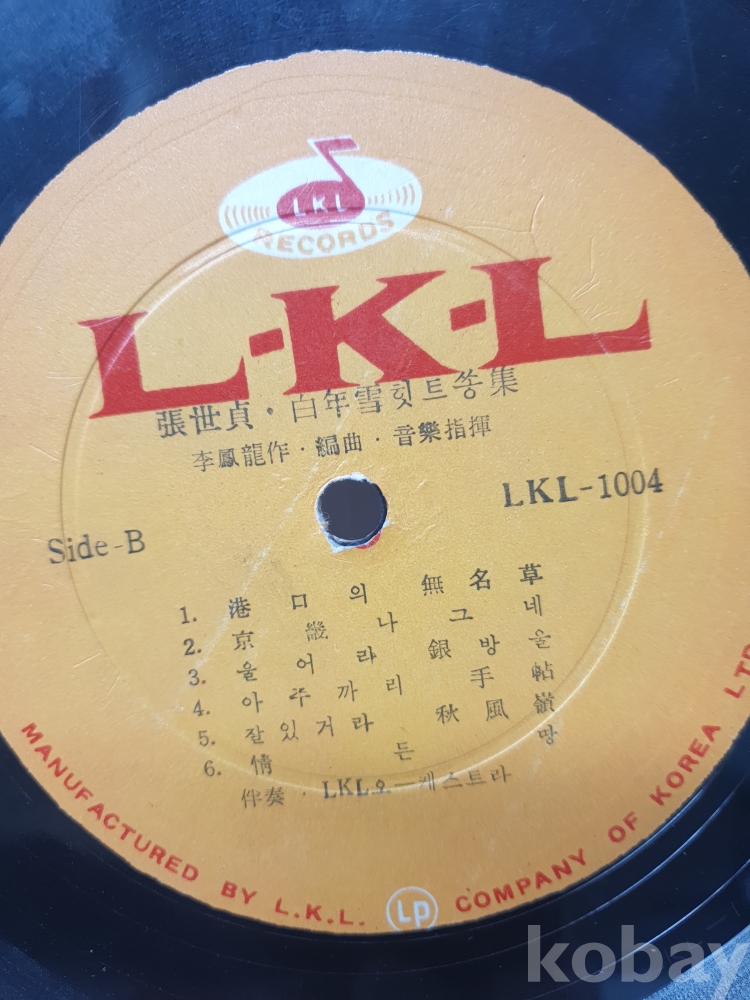 LKL
RECORDS
L·K·L
張世貞·白年雪힛트쏭集
李鳳龍作·編曲·音樂指揮
LKL-1004
Side-B
1. 港口의 無名草
2. 京畿나그네
3. 울어라 銀방울
4. 아주까리 手帖
5. 잘있거라 秋風嶺
6. 情든땅
伴奏·LKL오—케스트라
MANUFACTURED BY L.K.L. LP COMPANY OF KOREA LTD
kobay